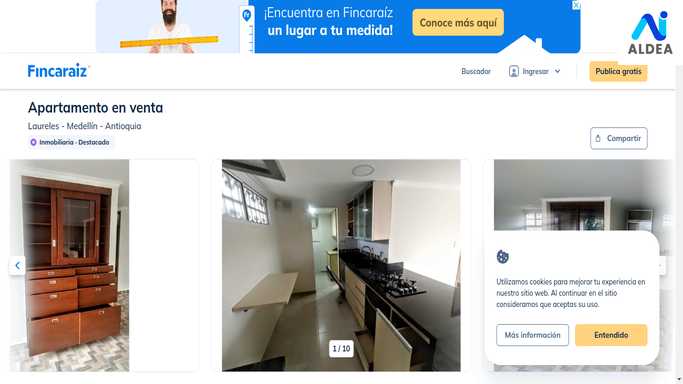 ¡Encuentra en Fincaraíz
un lugar a tu medida!
Conoce más aquí
Fr
ALDEA
Fincaraiz
Buscador
Ingresar
Publica gratis
Apartamento en venta
Laureles - Medellín - Antioquia
Inmobiliaria - Destacado
Compartir
1 / 10
Utilizamos cookies para mejorar tu experiencia en
nuestro sitio web. Al continuar en el sitio
consideramos que aceptas su uso.
Más información
Entendido